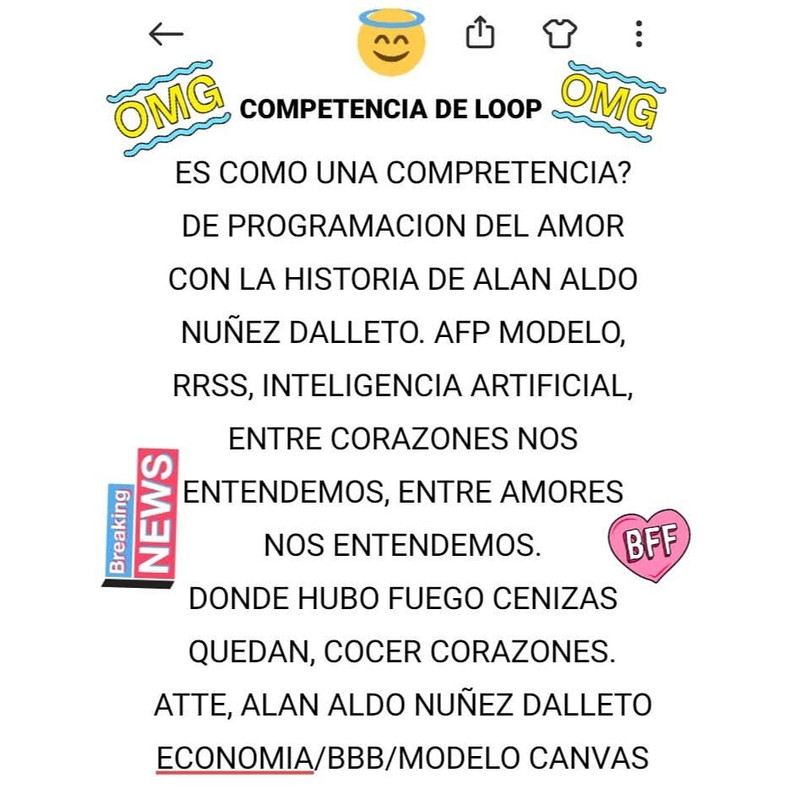 OMG
COMPETENCIA DE LOOP
OMG
ES COMO UNA COMPRETENCIA?
DE PROGRAMACION DEL AMOR
CON LA HISTORIA DE ALAN ALDO
NUÑEZ DALLETO. AFP MODELO,
RRSS, INTELIGENCIA ARTIFICIAL,
ENTRE CORAZONES NOS
ENTENDEMOS, ENTRE AMORES
NOS ENTENDEMOS.
Breaking
NEWS
BFF
DONDE HUBO FUEGO CENIZAS
QUEDAN, COCER CORAZONES.
ATTE, ALAN ALDO NUÑEZ DALLETO
ECONOMIA/BBB/MODELO CANVAS